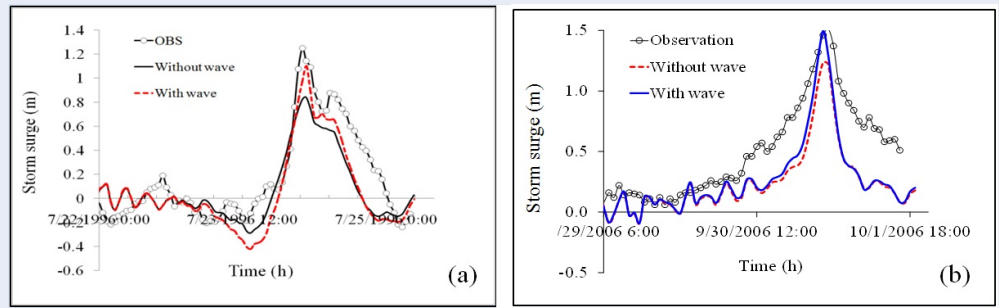 1.4
1.2
1
0.8
0.6
0.4
0.2
0
-0.2
-0.4
-0.6
Storm surge (m)
OBS
Without wave
With wave
7/22/1996 0:00
7/23/1996 12:00
7/25/1996 0:00
Time (h)
(a)
1.5
1.0
0.5
0.0
-0.5
Storm surge (m)
Observation
Without wave
With wave
/29/2006 6:00
9/30/2006 12:00
10/1/2006 18:00
Time (h)
(b)